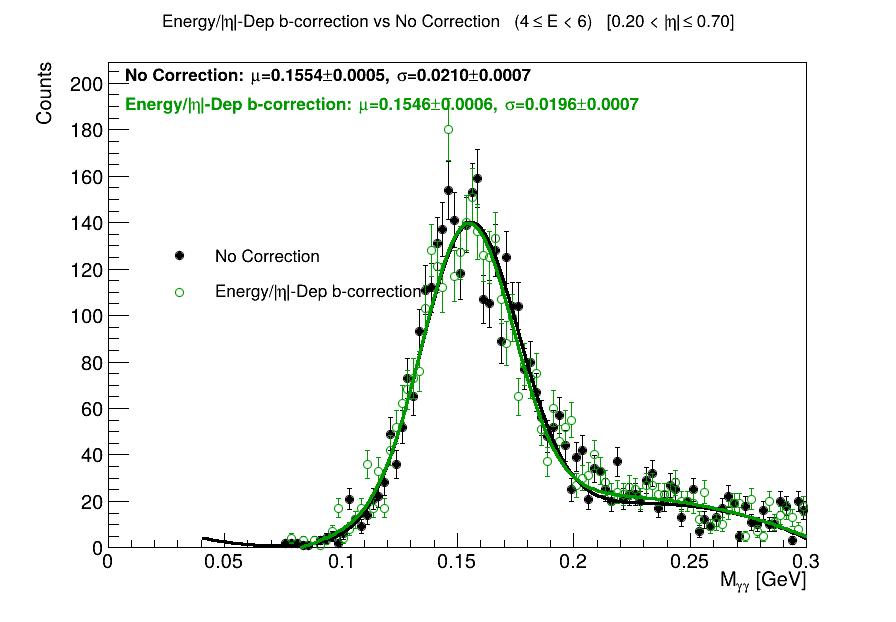 Energy/|η|-Dep b-correction vs No Correction (4 ≤ E < 6) [0.20 < |η| ≤ 0.70]
No Correction: μ=0.1554±0.0005, σ=0.0210±0.0007
Energy/|η|-Dep b-correction: μ=0.1546±0.0006, σ=0.0196±0.0007
Counts
200
180
160
140
120
100
80
60
40
20
0
No Correction
Energy/|η|-Dep b-correction
0 0.05 0.1 0.15 0.2 0.25 0.3
Mγγ [GeV]